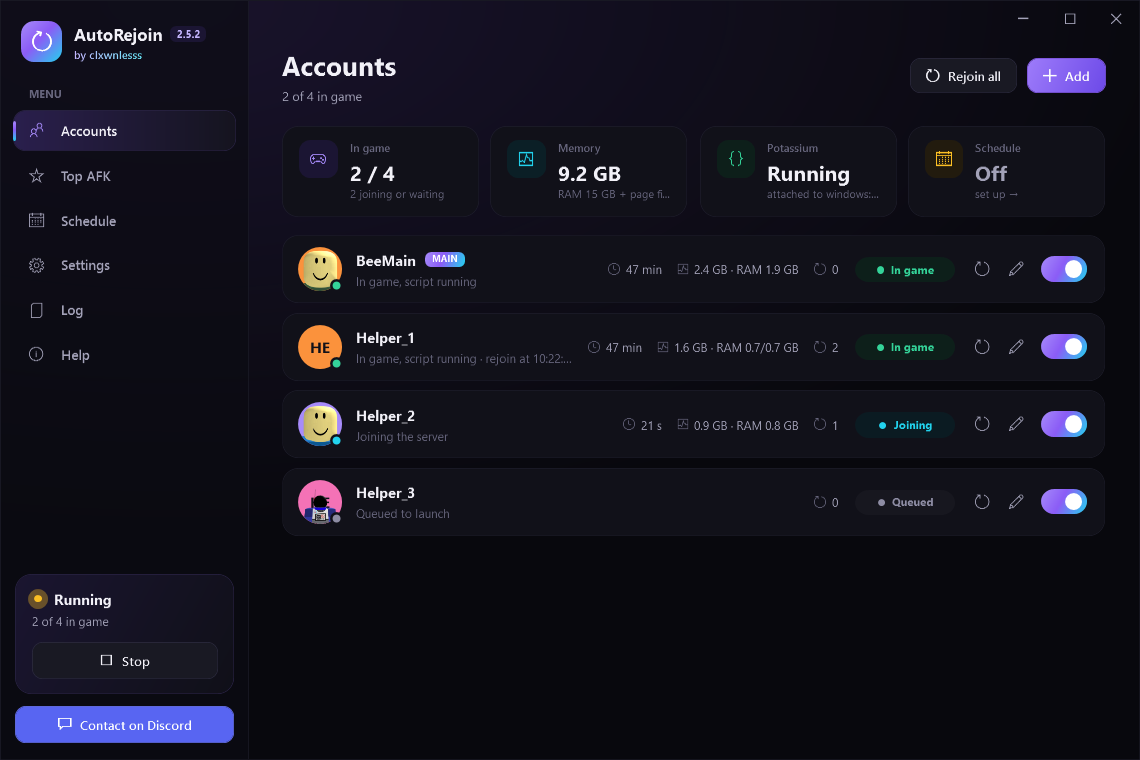 AutoRejoin 2.5.2
by clxwnlesss
MENU
Accounts
Top AFK
Schedule
Settings
Log
Help
Running
2 of 4 in game
Stop
Contact on Discord
Accounts
2 of 4 in game
Rejoin all
Add
In game
2 / 4
2 joining or waiting
Memory
9.2 GB
RAM 15 GB + page fi...
Potassium
Running
attached to windows:...
Schedule
Off
set up →
BeeMain MAIN
In game, script running
47 min 2.4 GB · RAM 1.9 GB 0 In game
HE
Helper_1
In game, script running · rejoin at 10:22:...
47 min 1.6 GB · RAM 0.7/0.7 GB 2 In game
Helper_2
Joining the server
21 s 0.9 GB · RAM 0.8 GB 1 Joining
Helper_3
Queued to launch
0 Queued